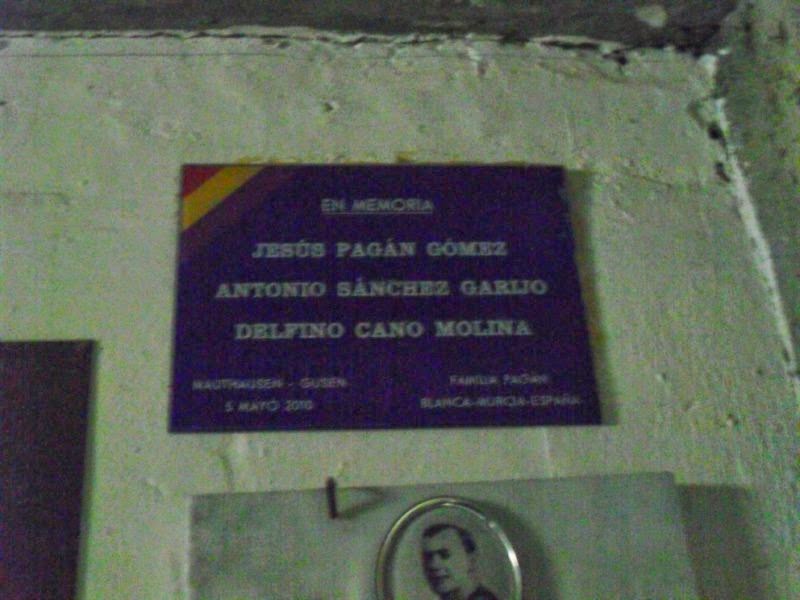 EN MEMORIA
JESÚS PAGÁN GÓMEZ
ANTONIO SÁNCHEZ GARIJO
DELFINO CANO MOLINA
MAUTHAUSEN - GUSEN
5 MAYO 2010
FAMILIA PAGÁN
BLANCA-MURCIA-ESPAÑA